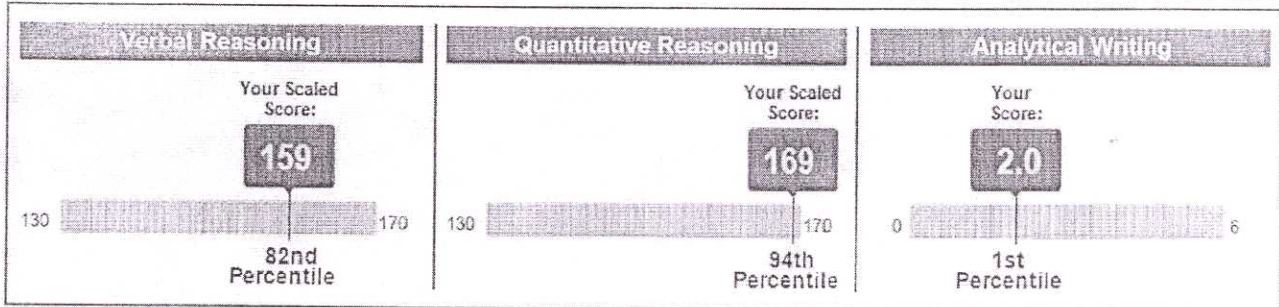 Verbal Reasoning
Your Scaled
Score:
159
130
170
82nd
Percentile
Quantitative Reasoning
Your Scaled
Score:
169
130
170
94th
Percentile
Analytical Writing
Your
Score:
2.0
0
6
1st
Percentile